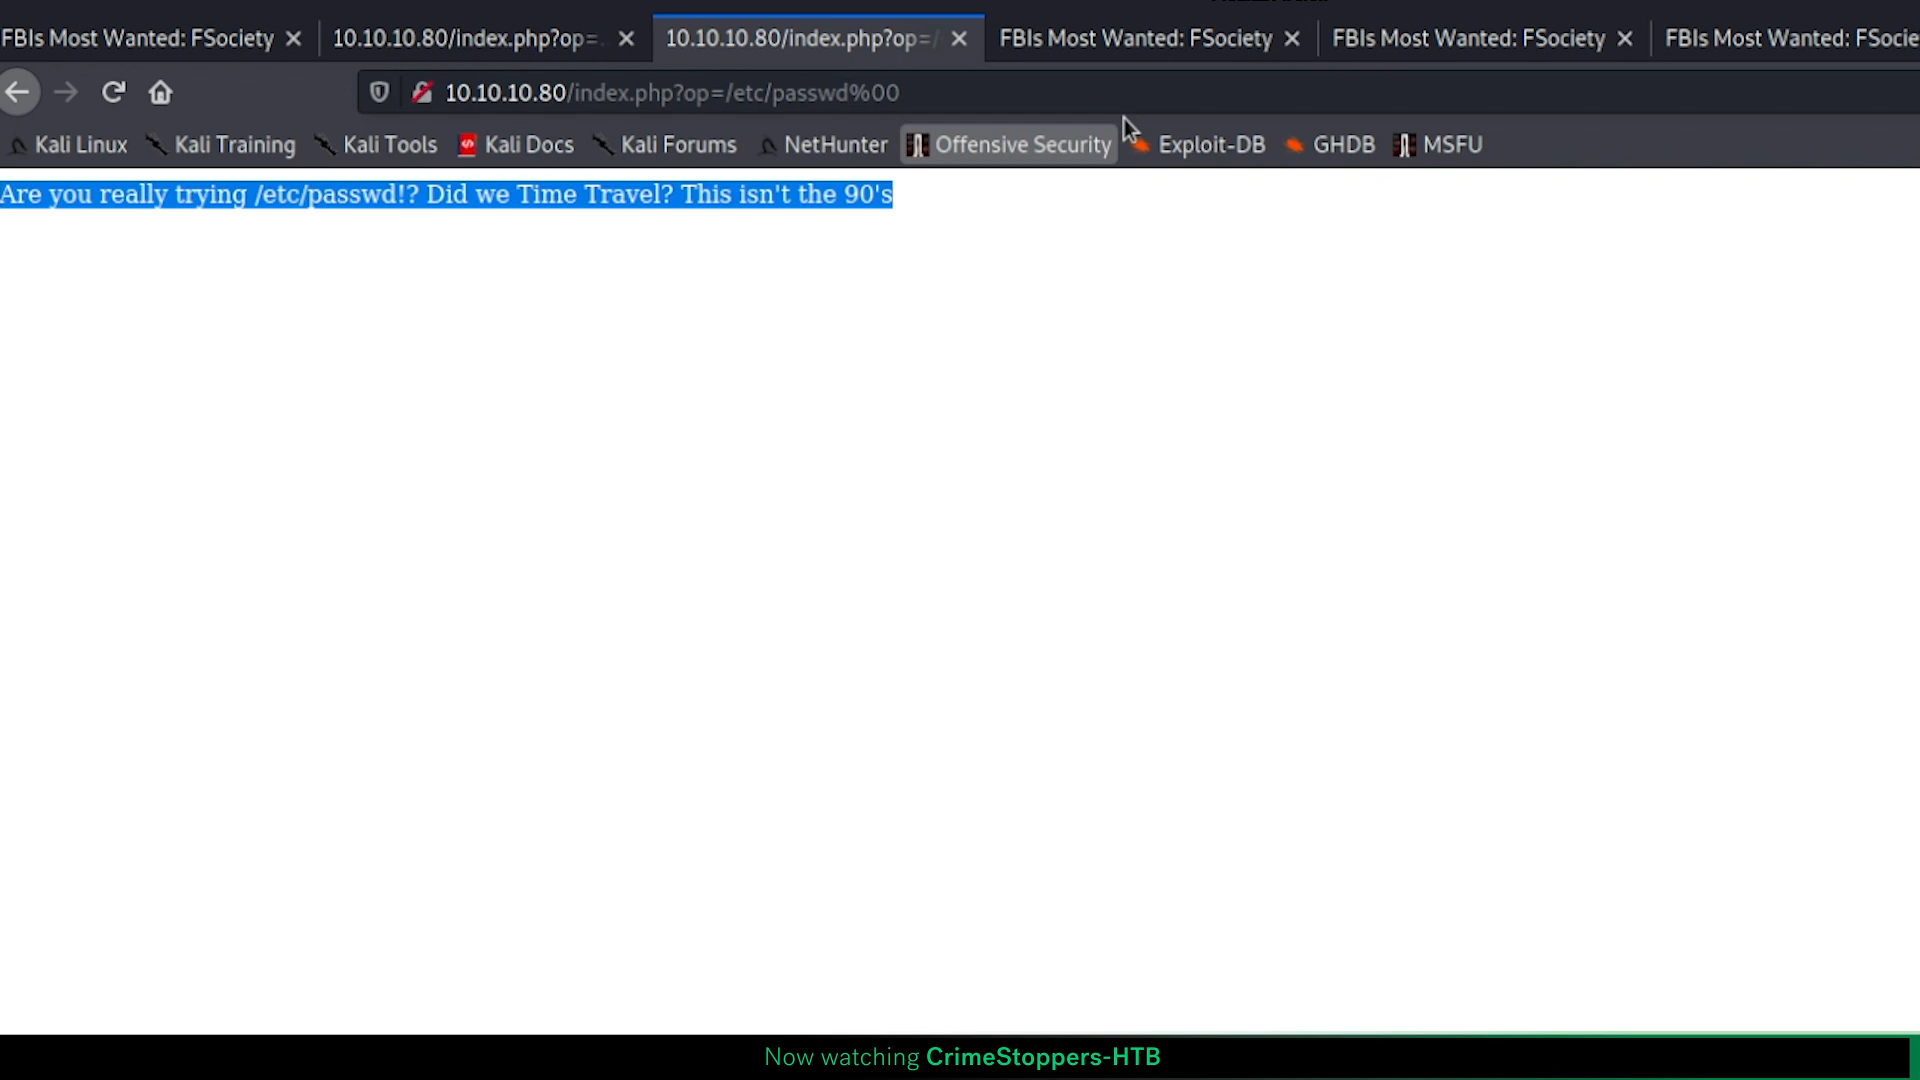 FBIs Most Wanted: FSociety
10.10.10.80/index.php?op=
10.10.10.80/index.php?op=/
FBIs Most Wanted: FSociety
FBIs Most Wanted: FSociety
FBIs Most Wanted: FSocie
10.10.10.80/index.php?op=/etc/passwd%00
Kali Linux
Kali Training
Kali Tools
Kali Docs
Kali Forums
NetHunter
Offensive Security
Exploit-DB
GHDB
MSFU
Are you really trying /etc/passwd!? Did we Time Travel? This isn't the 90's
Now watching CrimeStoppers-HTB